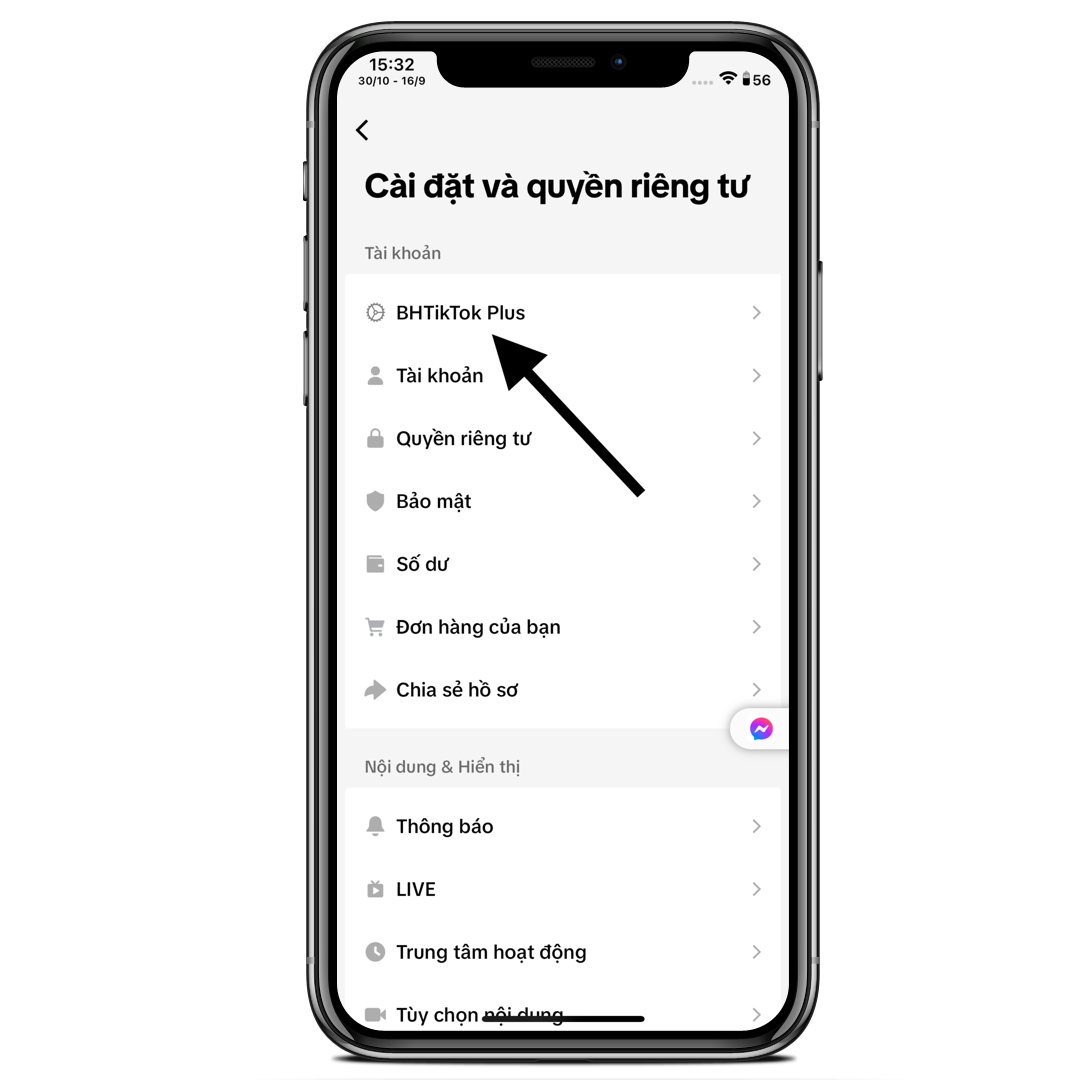 15:32
30/10 - 16/9
56
Cài đặt và quyền riêng tư
Tài khoản
BHTikTok Plus
Tài khoản
Quyền riêng tư
Bảo mật
Số dư
Đơn hàng của bạn
Chia sẻ hồ sơ
Nội dung & Hiển thị
Thông báo
LIVE
Trung tâm hoạt động
Tùy chọn nội dung